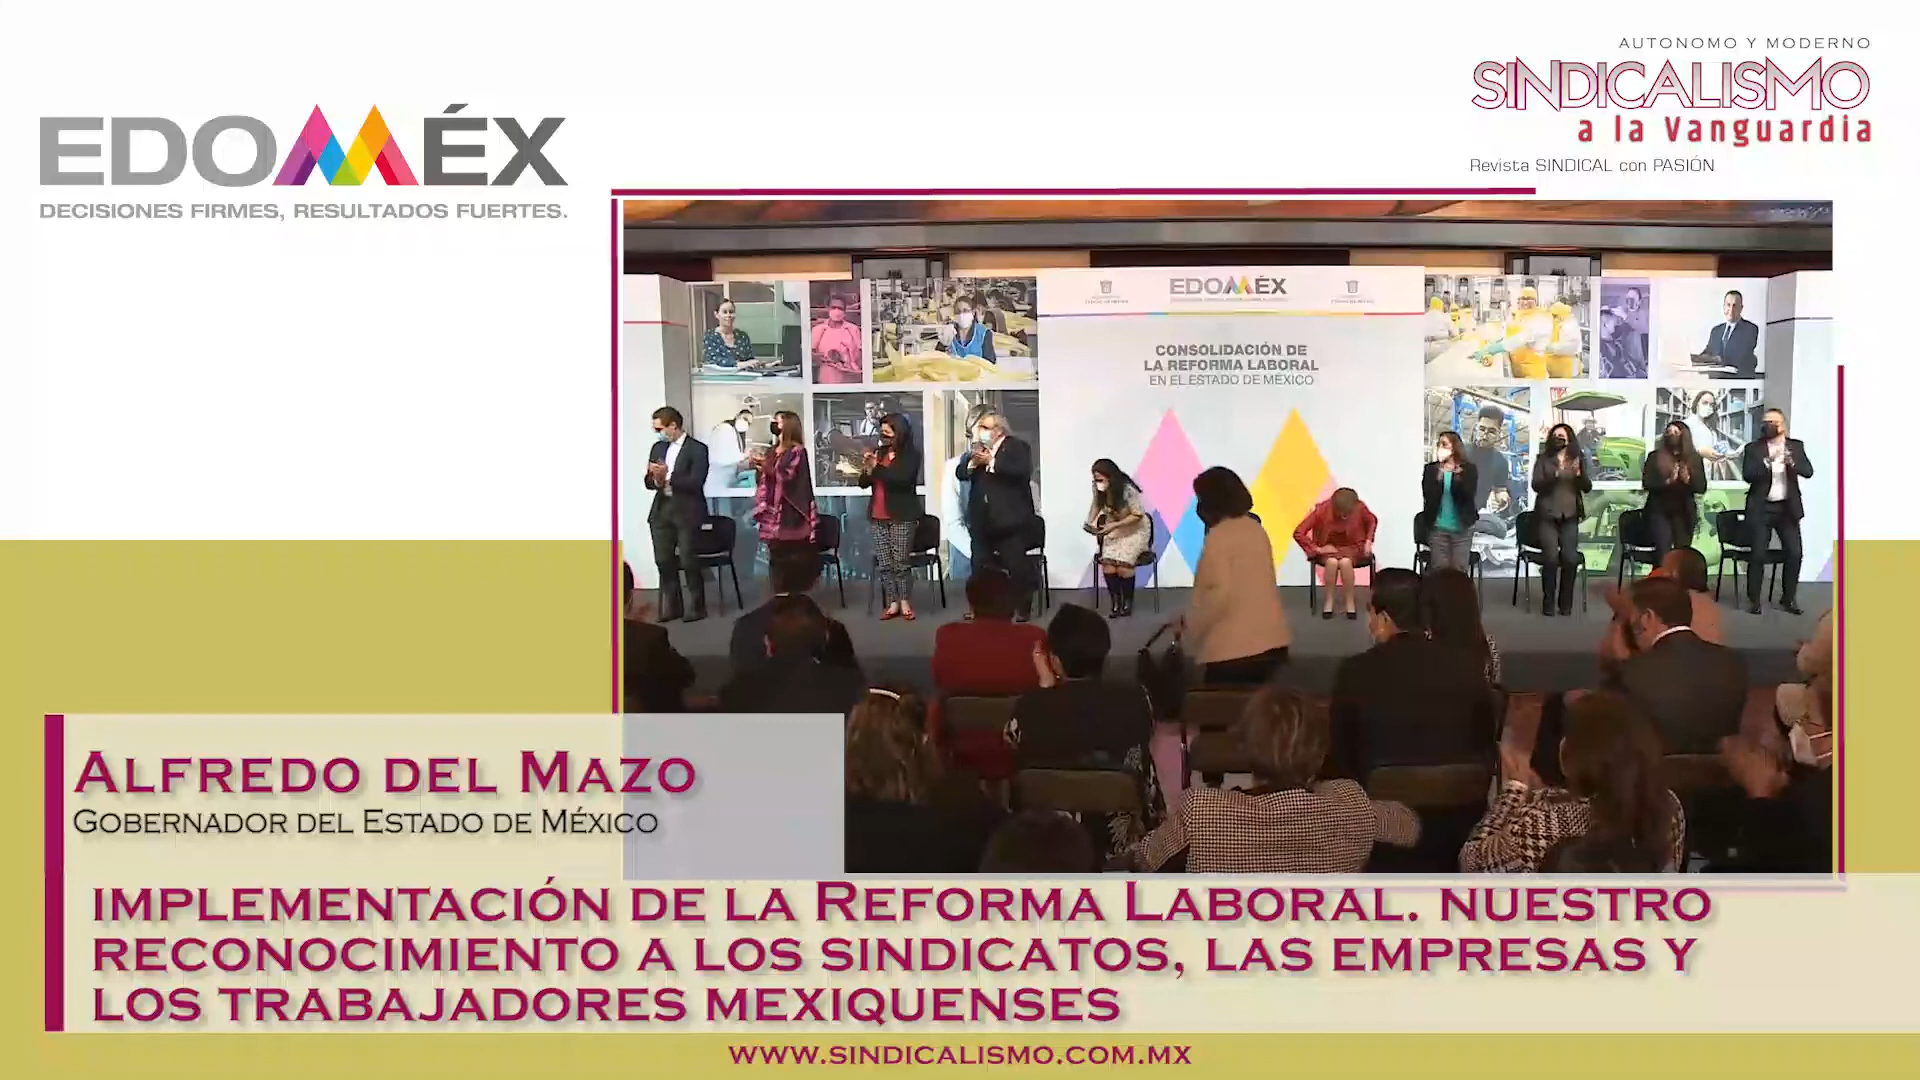 AUTONOMO Y MODERNO
SINDICALISMO
a la Vanguardia
Revista SINDICAL con PASIÓN
EDOMÉX
DECISIONES FIRMES, RESULTADOS FUERTES.
EDOMÉX
CONSOLIDACIÓN DE
LA REFORMA LABORAL
EN EL ESTADO DE MÉXICO
ALFREDO DEL MAZO
GOBERNADOR DEL ESTADO DE MÉXICO
IMPLEMENTACIÓN DE LA REFORMA LABORAL. NUESTRO
RECONOCIMIENTO A LOS SINDICATOS, LAS EMPRESAS Y
LOS TRABAJADORES MEXIQUENSES
WWW.SINDICALISMO.COM.MX